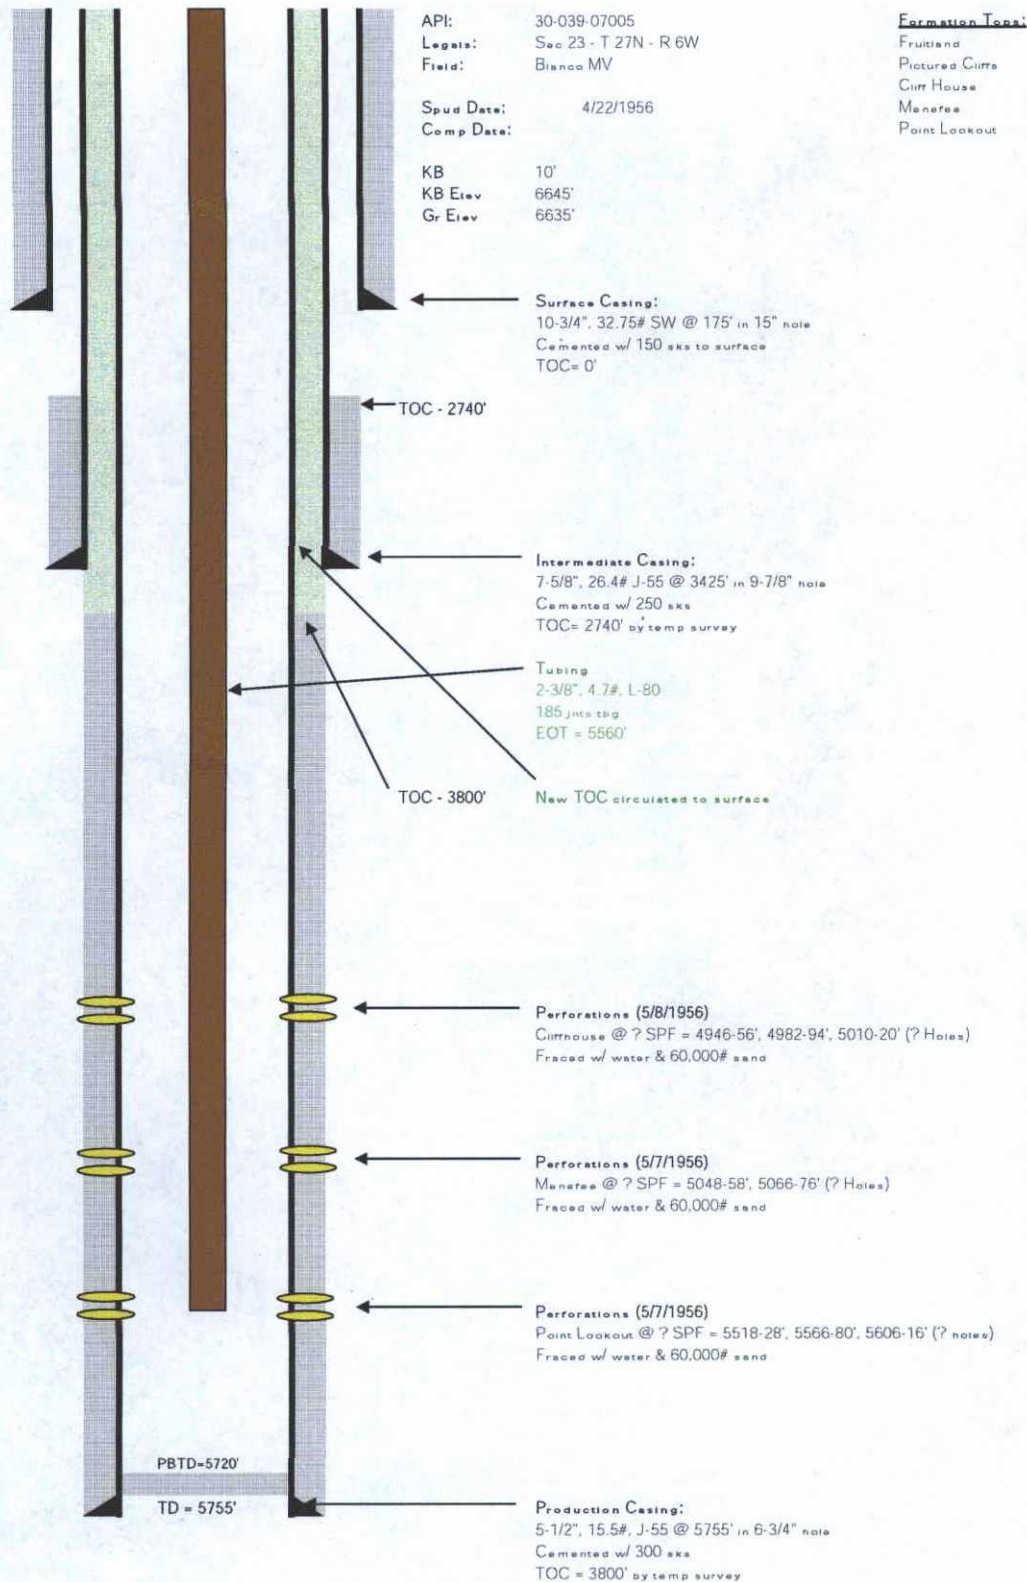 API: 30-039-07005
Legals: Sec 23 - T 27N - R 6W
Field: Blanco MV
Spud Date: 4/22/1956
Comp Date:
KB 10'
KB Elev 6645'
Gr Elev 6635'
Formation Tops:
Fruitland
Pictured Cliffs
Cliff House
Menefee
Point Lookout
Surface Casing:
10-3/4", 32.75# SW @ 175' in 15" hole
Cemented w/ 150 sks to surface
TOC= 0'
TOC - 2740'
Intermediate Casing:
7-5/8", 26.4# J-55 @ 3425' in 9-7/8" hole
Cemented w/ 250 sks
TOC= 2740' by temp survey
Tubing
2-3/8", 4.7#, L-80
185 jnts tbg
EOT = 5560'
TOC - 3800'
New TOC circulated to surface
Perforations (5/8/1956)
Cliffhouse @ ? SPF = 4946-56', 4982-94', 5010-20' (? Holes)
Fraced w/ water & 60,000# sand
Perforations (5/7/1956)
Menefee @ ? SPF = 5048-58', 5066-76' (? Holes)
Fraced w/ water & 60,000# sand
Perforations (5/7/1956)
Point Lookout @ ? SPF = 5518-28', 5566-80', 5606-16' (? holes)
Fraced w/ water & 60,000# sand
PBTD=5720'
TD = 5755'
Production Casing:
5-1/2", 15.5#, J-55 @ 5755' in 6-3/4" hole
Cemented w/ 300 sks
TOC = 3800' by temp survey